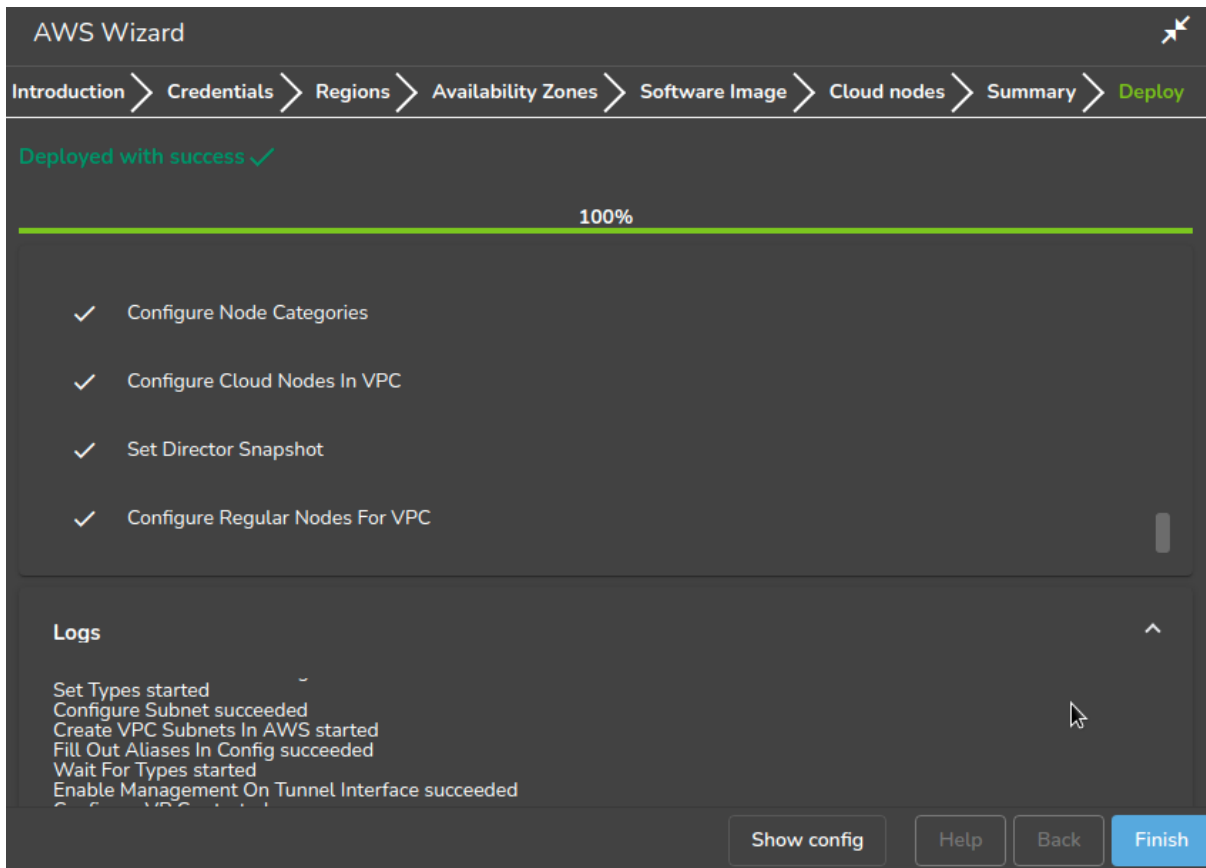 AWS Wizard
Introduction Credentials Regions Availability Zones Software Image Cloud nodes Summary Deploy
Deployed with success
100%
Configure Node Categories
Configure Cloud Nodes In VPC
Set Director Snapshot
Configure Regular Nodes For VPC
Logs
Set Types started
Configure Subnet succeeded
Create VPC Subnets In AWS started
Fill Out Aliases In Config succeeded
Wait For Types started
Enable Management On Tunnel Interface succeeded
Show config Help Back Finish